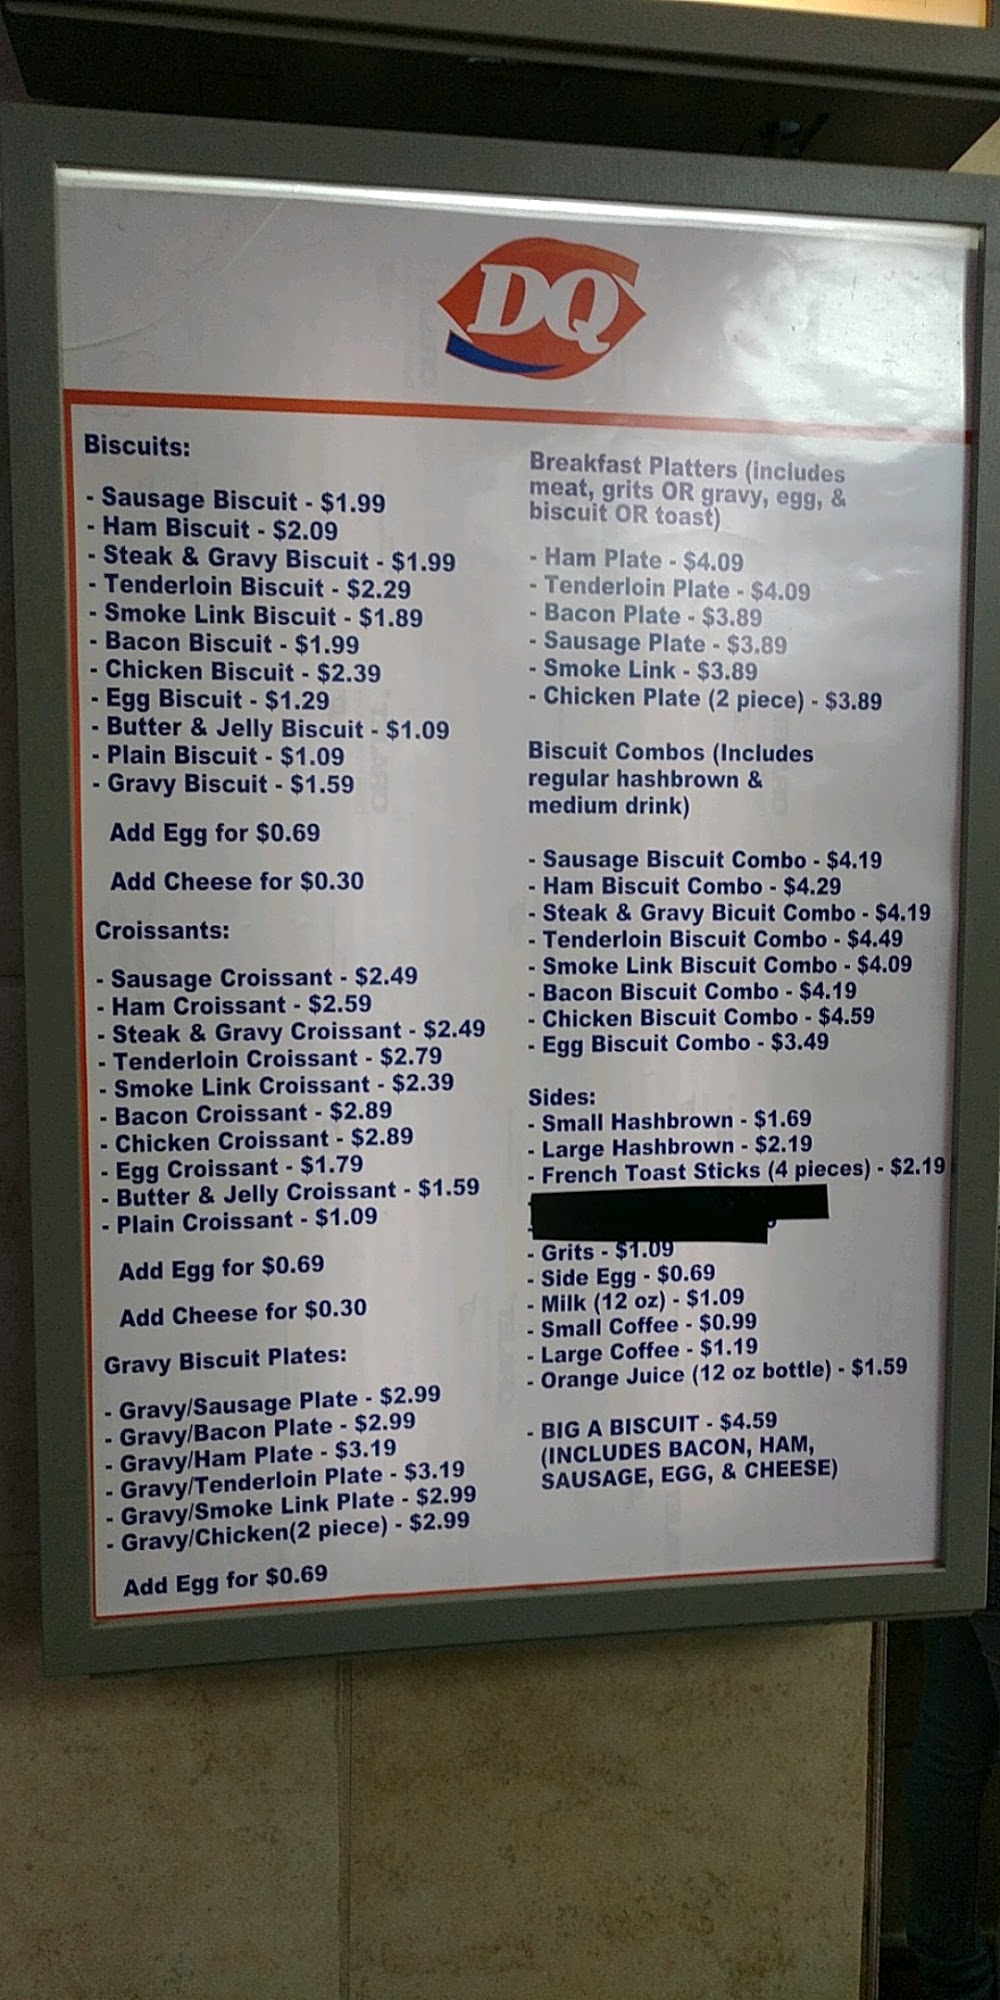 DQ
Biscuits:
- Sausage Biscuit - $1.99
- Ham Biscuit - $2.09
- Steak & Gravy Biscuit - $1.99
- Tenderloin Biscuit - $2.29
- Smoke Link Biscuit - $1.89
- Bacon Biscuit - $1.99
- Chicken Biscuit - $2.39
- Egg Biscuit - $1.29
- Butter & Jelly Biscuit - $1.09
- Plain Biscuit - $1.09
- Gravy Biscuit - $1.59
Add Egg for $0.69
Add Cheese for $0.30
Croissants:
- Sausage Croissant - $2.49
- Ham Croissant - $2.59
- Steak & Gravy Croissant - $2.49
- Tenderloin Croissant - $2.79
- Smoke Link Croissant - $2.39
- Bacon Croissant - $2.89
- Chicken Croissant - $2.89
- Egg Croissant - $1.79
- Butter & Jelly Croissant - $1.59
- Plain Croissant - $1.09
Add Egg for $0.69
Add Cheese for $0.30
Gravy Biscuit Plates:
- Gravy/Sausage Plate - $2.99
- Gravy/Bacon Plate - $2.99
- Gravy/Ham Plate - $3.19
- Gravy/Tenderloin Plate - $3.19
- Gravy/Smoke Link Plate - $2.99
- Gravy/Chicken(2 piece) - $2.99
Add Egg for $0.69
Breakfast Platters (includes
meat, grits OR gravy, egg, &
biscuit OR toast)
- Ham Plate - $4.09
- Tenderloin Plate - $4.09
- Bacon Plate - $3.89
- Sausage Plate - $3.89
- Smoke Link - $3.89
- Chicken Plate (2 piece) - $3.89
Biscuit Combos (Includes
regular hashbrown &
medium drink)
- Sausage Biscuit Combo - $4.19
- Ham Biscuit Combo - $4.29
- Steak & Gravy Bicuit Combo - $4.19
- Tenderloin Biscuit Combo - $4.49
- Smoke Link Biscuit Combo - $4.09
- Bacon Biscuit Combo - $4.19
- Chicken Biscuit Combo - $4.59
- Egg Biscuit Combo - $3.49
Sides:
- Small Hashbrown - $1.69
- Large Hashbrown - $2.19
- French Toast Sticks (4 pieces) - $2.19
- Grits - $1.09
- Side Egg - $0.69
- Milk (12 oz) - $1.09
- Small Coffee - $0.99
- Large Coffee - $1.19
- Orange Juice (12 oz bottle) - $1.59
- BIG A BISCUIT - $4.59
(INCLUDES BACON, HAM,
SAUSAGE, EGG, & CHEESE)